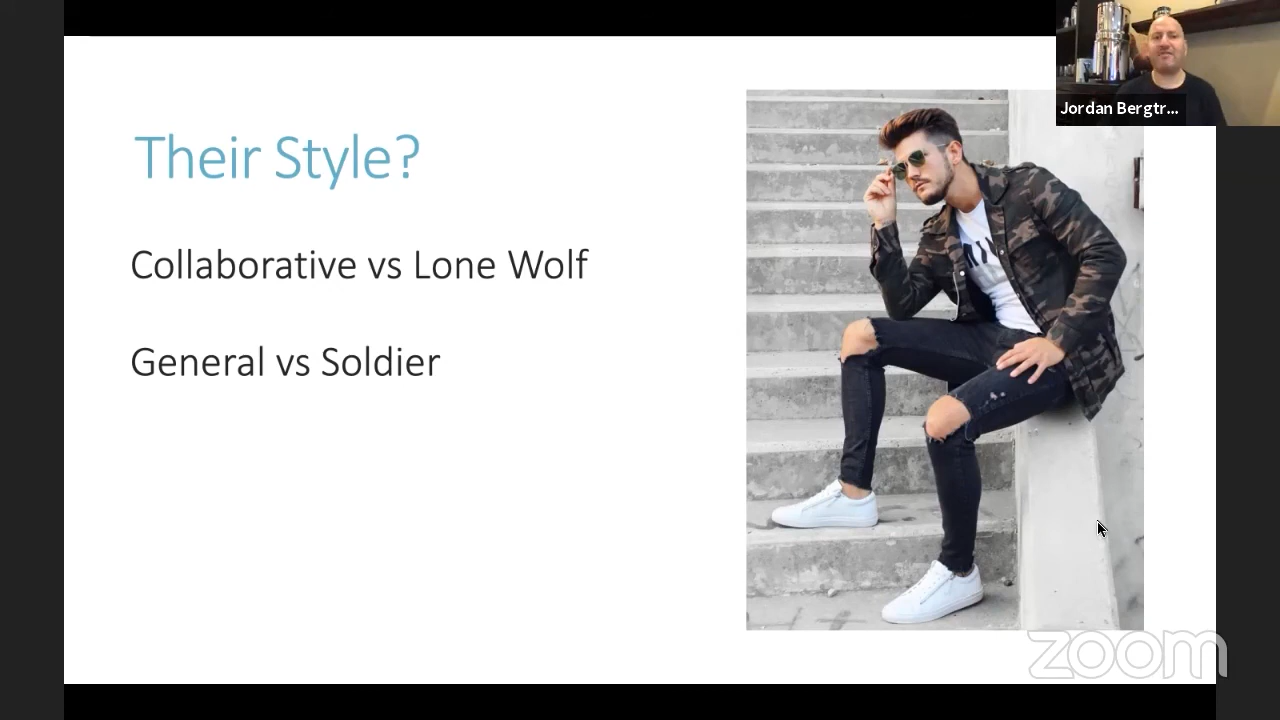 Their Style?
Collaborative vs Lone Wolf
General vs Soldier
Jordan Bergtr...
zoom